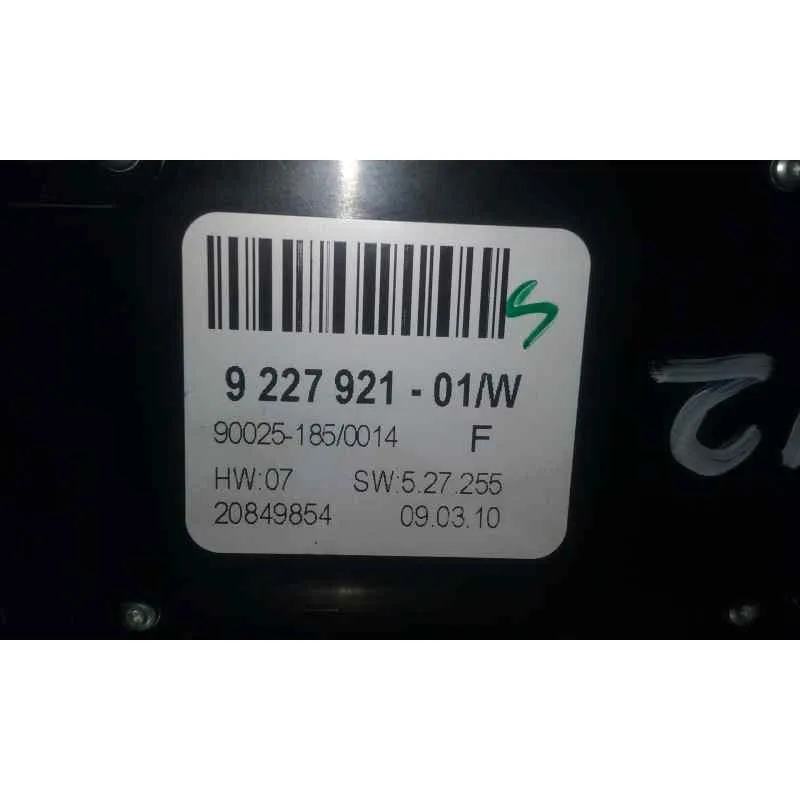 9 227 921 - 01/W
90025-185/0014 F
HW:07 SW:5.27.255
20849854 09.03.10